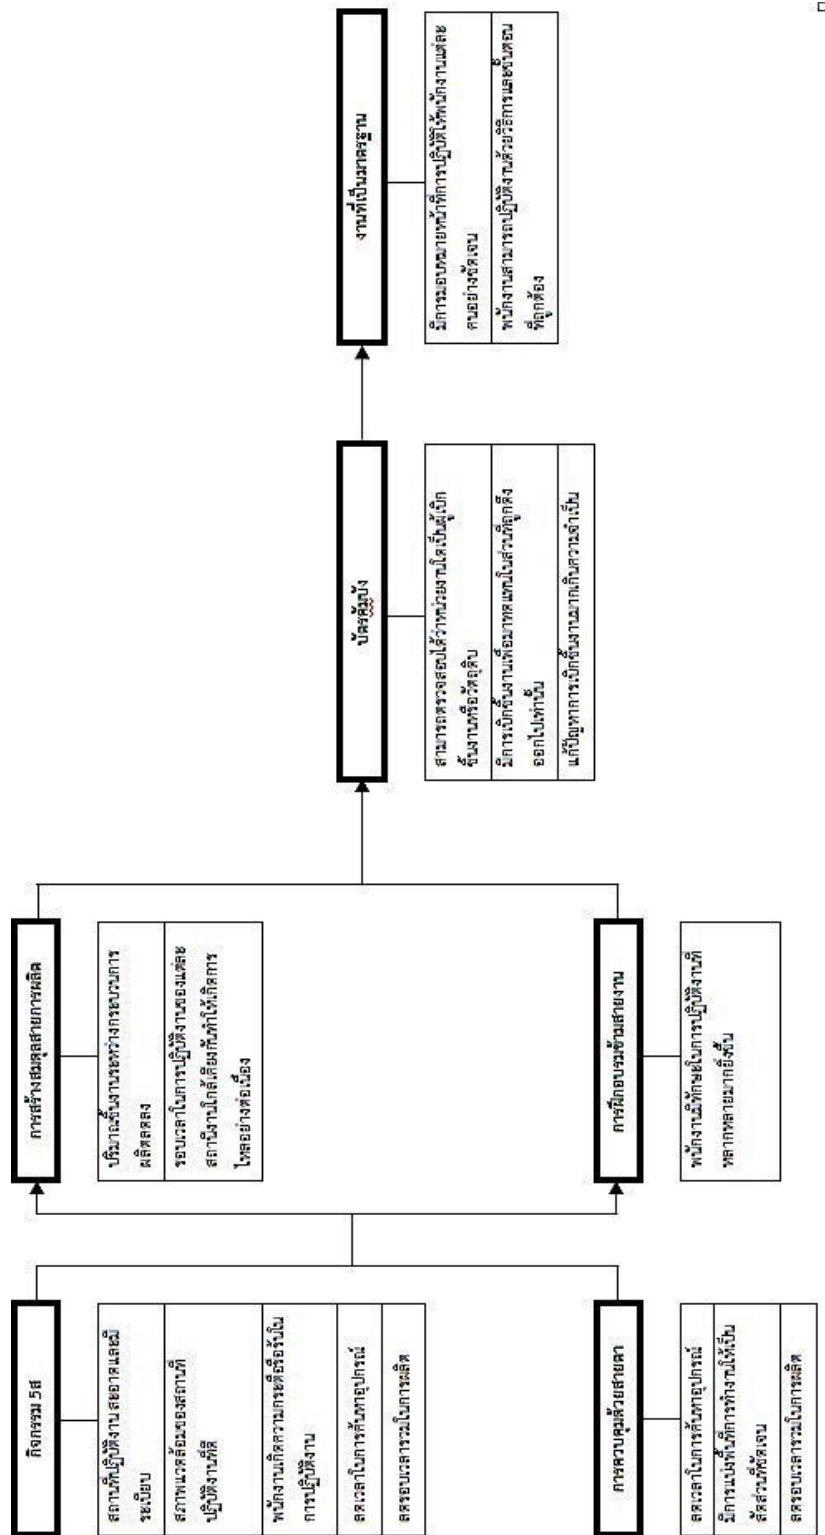 กิจกรรม 5ส
สถานที่ปฏิบัติงาน สะอาดและมี
ระเบียบ
สภาพแวดล้อมของสถานที่
ปฏิบัติงานที่ดี
พนักงานเกิดความกระตือรือร้นใน
การปฏิบัติงาน
ลดเวลาในการค้นหาอุปกรณ์
ลดรอบเวลารวมในการผลิต
การควบคุมด้วยสายตา
ลดเวลาในการค้นหาอุปกรณ์
มีการแบ่งพื้นที่การทำงานให้เป็น
สัดส่วนที่ชัดเจน
ลดรอบเวลารวมในการผลิต
การสร้างสมดุลสายการผลิต
ปริมาณชิ้นงานระหว่างกระบวนการ
ผลิตลดลง
รอบเวลาในการปฏิบัติงานของแต่ละ
สถานีงานใกล้เคียงกันทำให้เกิดการ
ไหลอย่างต่อเนื่อง
การฝึกอบรมข้ามสายงาน
พนักงานมีทักษะในการปฏิบัติงานที่
หลากหลายมากยิ่งขึ้น
บัตรคัมบัง
สามารถตรวจสอบได้ว่าหน่วยงานใดเป็นผู้เบิก
ชิ้นงานหรือวัตถุดิบ
มีการเบิกชิ้นงานเพื่อมาทดแทนในส่วนที่ถูกดึง
ออกไปเท่านั้น
แก้ปัญหาการเบิกชิ้นงานมากเกินความจำเป็น
งานที่เป็นมาตรฐาน
มีการมอบหมายหน้าที่การปฏิบัติให้พนักงานแต่ละ
คนอย่างชัดเจน
พนักงานสามารถปฏิบัติงานด้วยวิธีการและขั้นตอน
ที่ถูกต้อง